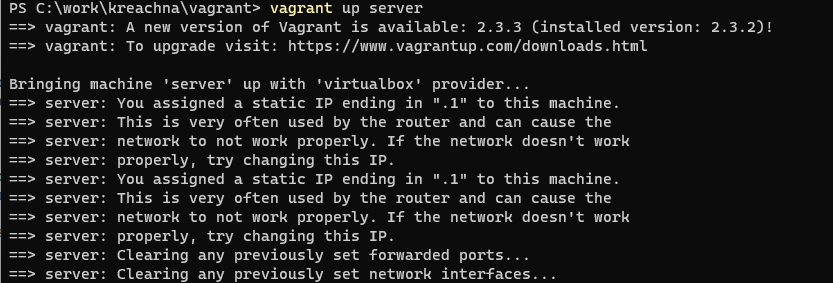 PS C:\work\kreachna\vagrant> vagrant up server
==> vagrant: A new version of Vagrant is available: 2.3.3 (installed version: 2.3.2)!
==> vagrant: To upgrade visit: https://www.vagrantup.com/downloads.html
Bringing machine 'server' up with 'virtualbox' provider...
==> server: You assigned a static IP ending in ".1" to this machine.
==> server: This is very often used by the router and can cause the
==> server: network to not work properly. If the network doesn't work
==> server: properly, try changing this IP.
==> server: You assigned a static IP ending in ".1" to this machine.
==> server: This is very often used by the router and can cause the
==> server: network to not work properly. If the network doesn't work
==> server: properly, try changing this IP.
==> server: Clearing any previously set forwarded ports...
==> server: Clearing any previously set network interfaces...